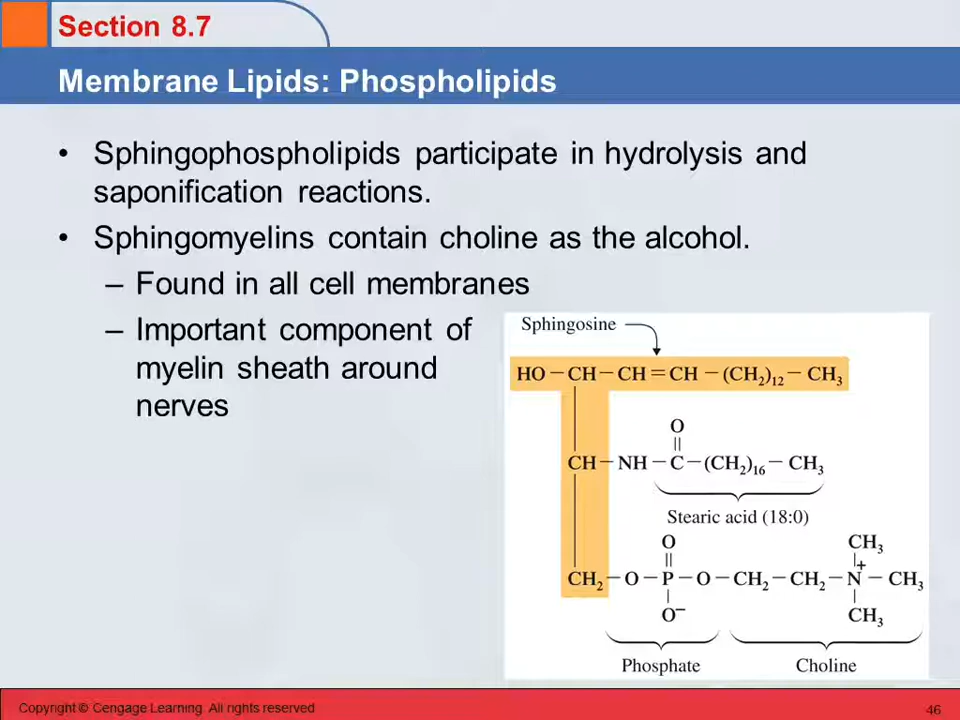 Section 8.7
Membrane Lipids: Phospholipids
• Sphingophospholipids participate in hydrolysis and
saponification reactions.
• Sphingomyelins contain choline as the alcohol.
– Found in all cell membranes
– Important component of
myelin sheath around
nerves
Sphingosine
HO–CH–CH=CH–(CH₂)₁₂–CH₃
O
||
CH–NH–C–(CH₂)₁₆–CH₃
Stearic acid (18:0)
O CH₃
|| |+
CH₂–O–P–O–CH₂–CH₂–N–CH₃
| |
O⁻ CH₃
Phosphate Choline
Copyright © Cengage Learning. All rights reserved
46